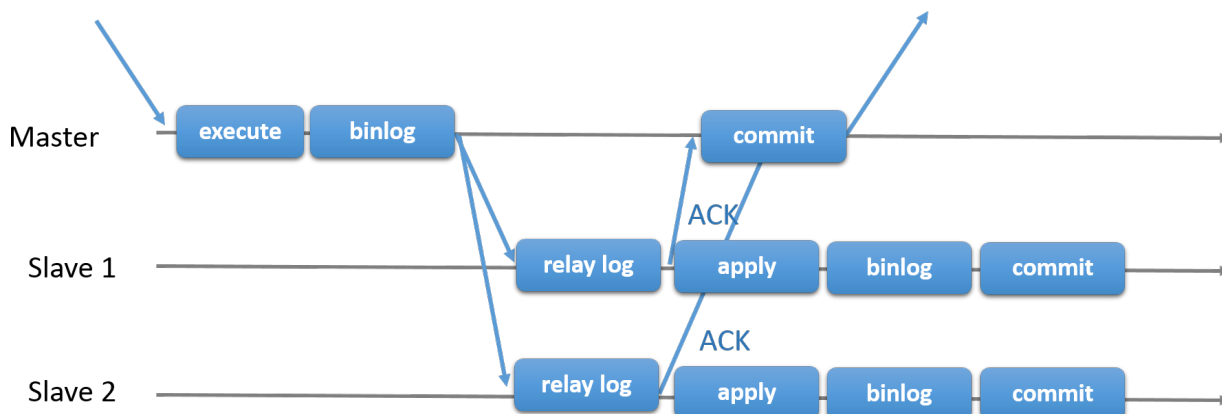 Master execute binlog commit
ACK
Slave 1 relay log apply binlog commit
ACK
Slave 2 relay log apply binlog commit